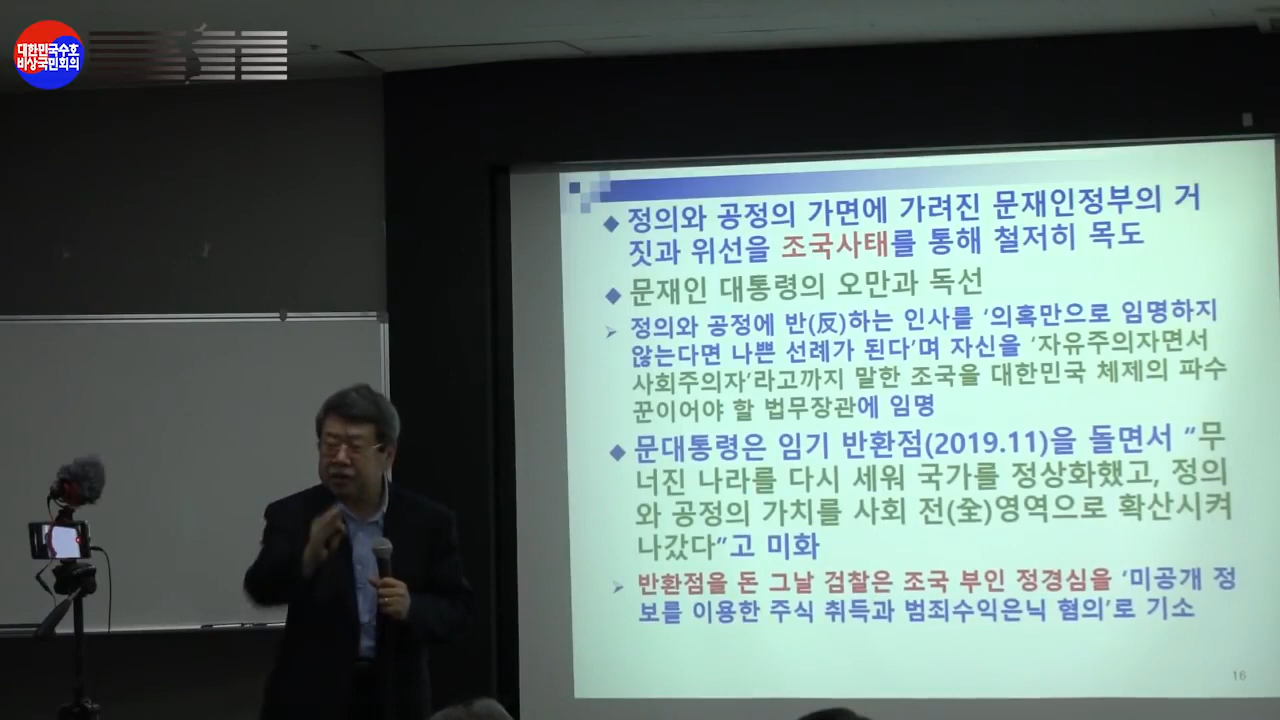 대한민국수호
비상국민회의
정의와 공정의 가면에 가려진 문재인정부의 거
짓과 위선을 조국사태를 통해 철저히 목도
문재인 대통령의 오만과 독선
정의와 공정에 반(反)하는 인사를 ‘의혹만으로 임명하지
않는다면 나쁜 선례가 된다’며 자신을 ‘자유주의자면서
사회주의자’라고까지 말한 조국을 대한민국 체제의 파수
꾼이어야 할 법무장관에 임명
문대통령은 임기 반환점(2019.11)을 돌면서 “무
너진 나라를 다시 세워 국가를 정상화했고, 정의
와 공정의 가치를 사회 전(全)영역으로 확산시켜
나갔다”고 미화
반환점을 돈 그날 검찰은 조국 부인 정경심을 ‘미공개 정
보를 이용한 주식 취득과 범죄수익은닉 혐의’로 기소
16